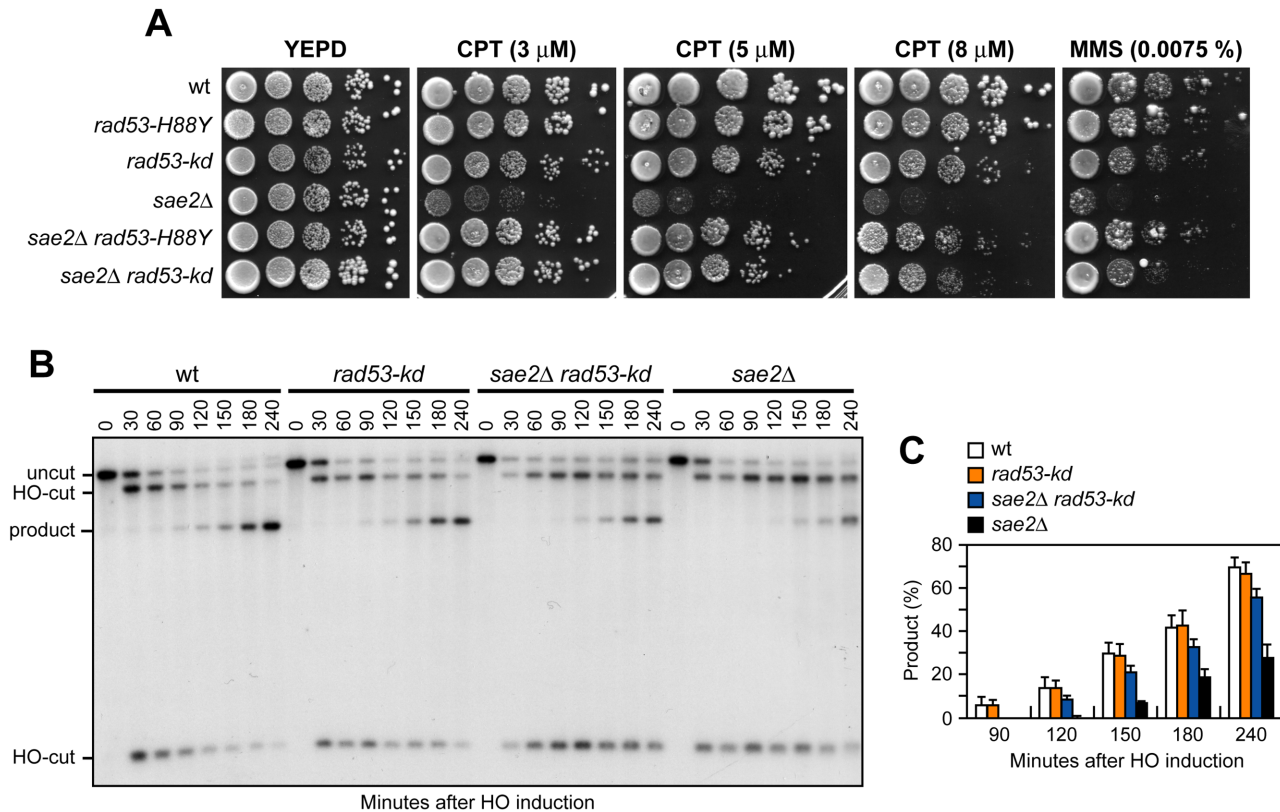 A
YEPD CPT (3 µM) CPT (5 µM) CPT (8 µM) MMS (0.0075 %)
wt
rad53-H88Y
rad53-kd
sae2Δ
sae2Δ rad53-H88Y
sae2Δ rad53-kd
B
wt rad53-kd sae2Δ rad53-kd sae2Δ
0 30 60 90 120 150 180 240 0 30 60 90 120 150 180 240 0 30 60 90 120 150 180 240 0 30 60 90 120 150 180 240
uncut
HO-cut
product
HO-cut
Minutes after HO induction
C
wt
rad53-kd
sae2Δ rad53-kd
sae2Δ
80
60
40
20
0
Product (%)
90 120 150 180 240
Minutes after HO induction